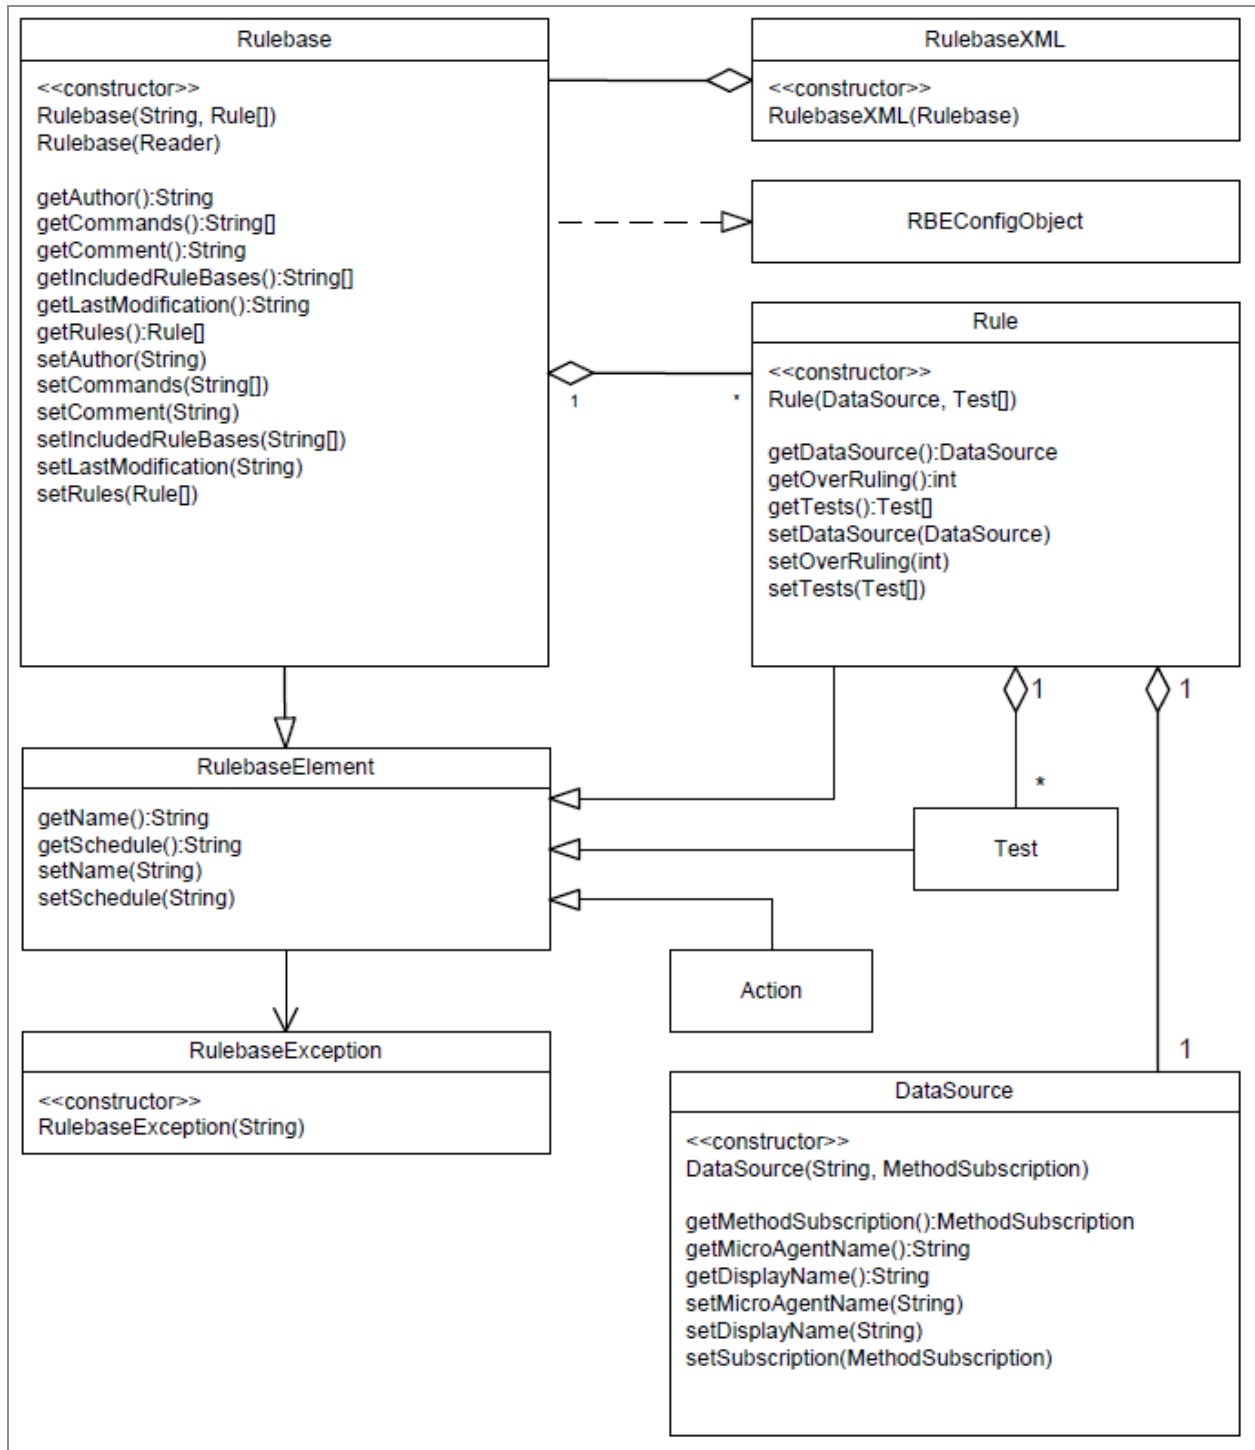 Rulebase
<<constructor>>
Rulebase(String, Rule[])
Rulebase(Reader)
getAuthor():String
getCommands():String[]
getComment():String
getIncludedRuleBases():String[]
getLastModification():String
getRules():Rule[]
setAuthor(String)
setCommands(String[])
setComment(String)
setIncludedRuleBases(String[])
setLastModification(String)
setRules(Rule[])
RulebaseXML
<<constructor>>
RulebaseXML(Rulebase)
RBEConfigObject
1
*
Rule
<<constructor>>
Rule(DataSource, Test[])
getDataSource():DataSource
getOverRuling():int
getTests():Test[]
setDataSource(DataSource)
setOverRuling(int)
setTests(Test[])
1
1
*
RulebaseElement
getName():String
getSchedule():String
setName(String)
setSchedule(String)
Test
Action
RulebaseException
<<constructor>>
RulebaseException(String)
1
DataSource
<<constructor>>
DataSource(String, MethodSubscription)
getMethodSubscription():MethodSubscription
getMicroAgentName():String
getDisplayName():String
setMicroAgentName(String)
setDisplayName(String)
setSubscription(MethodSubscription)